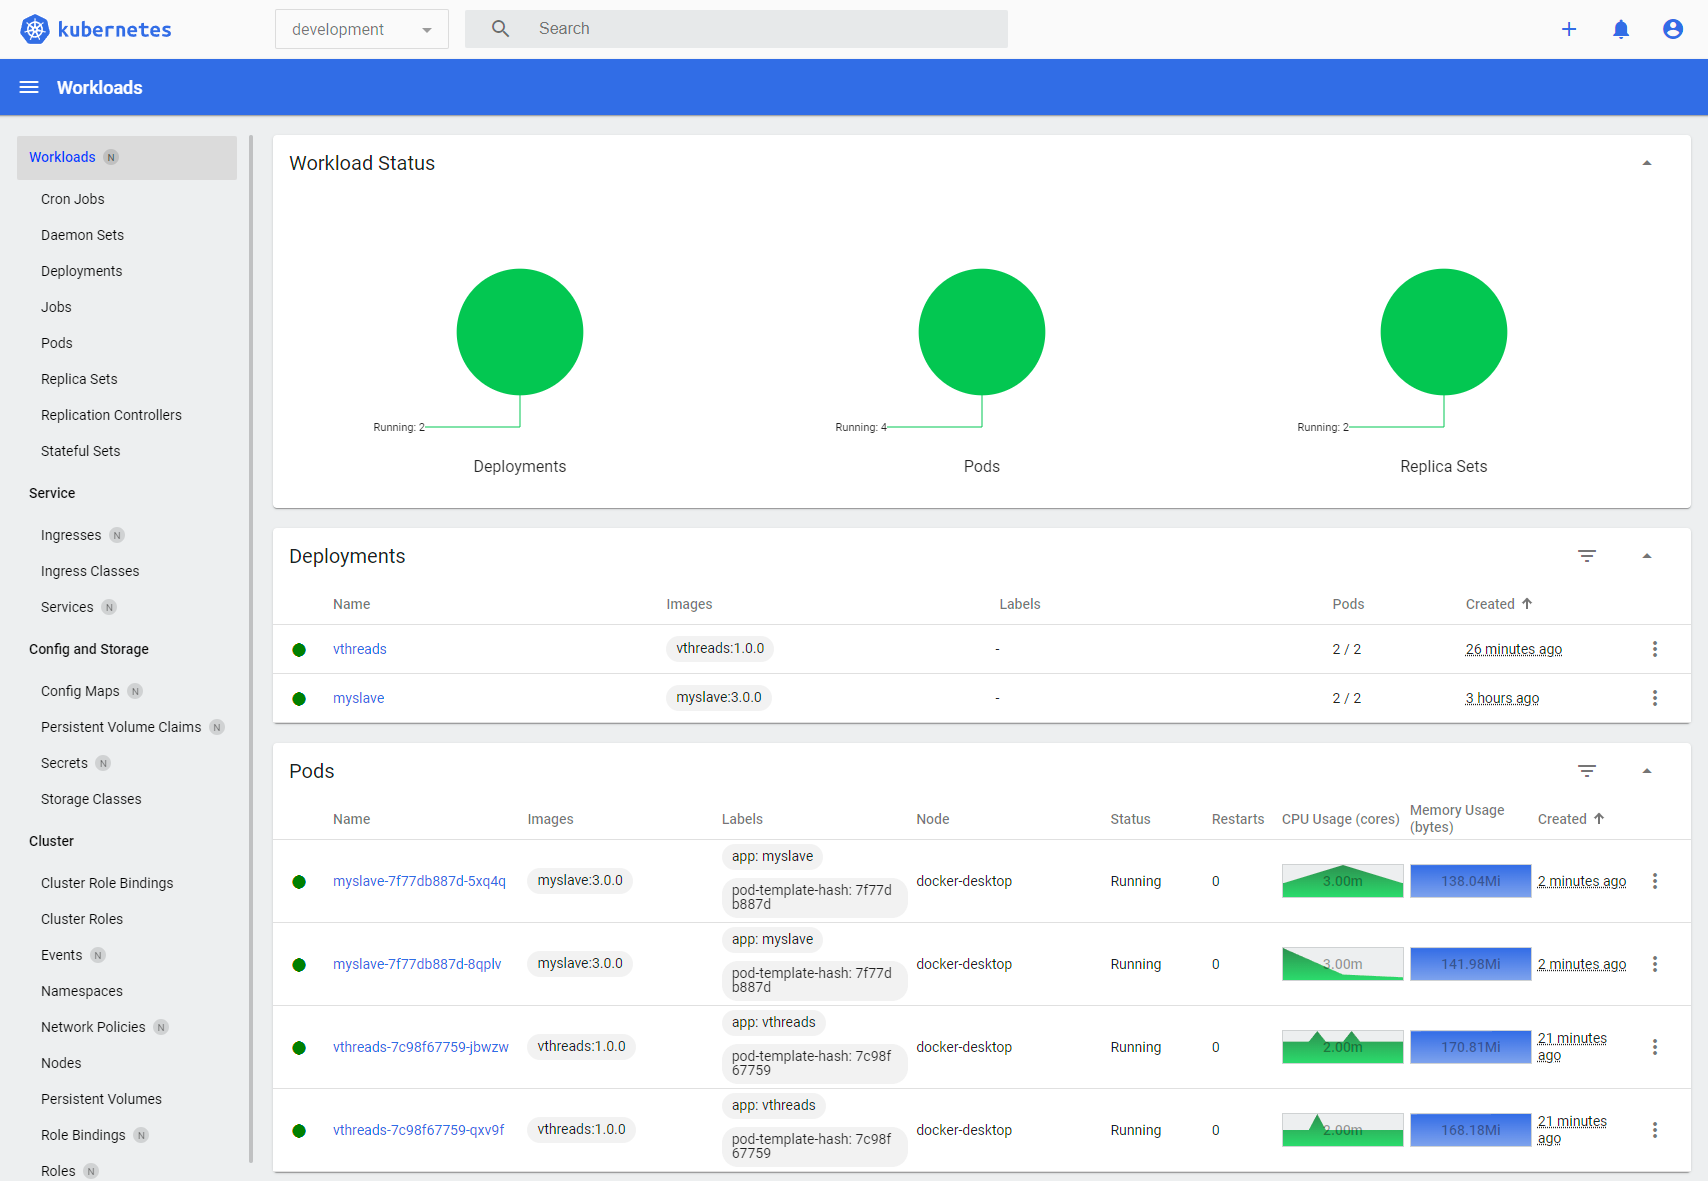 kubernetes
development
Search
Workloads
Workloads N
Cron Jobs
Daemon Sets
Deployments
Jobs
Pods
Replica Sets
Replication Controllers
Stateful Sets
Service
Ingresses N
Ingress Classes
Services N
Config and Storage
Config Maps N
Persistent Volume Claims N
Secrets N
Storage Classes
Cluster
Cluster Role Bindings
Cluster Roles
Events N
Namespaces
Network Policies N
Nodes
Persistent Volumes
Role Bindings N
Roles N
Workload Status
Running: 2
Deployments
Running: 4
Pods
Running: 2
Replica Sets
Deployments
Name Images Labels Pods Created
vthreads vthreads:1.0.0 - 2 / 2 26 minutes ago
myslave myslave:3.0.0 - 2 / 2 3 hours ago
Pods
Name Images Labels Node Status Restarts CPU Usage (cores) Memory Usage
(bytes) Created
myslave-7f77db887d-5xq4q myslave:3.0.0 app: myslave
pod-template-hash: 7f77d
b887d
docker-desktop Running 0 3.00m 138.04Mi 2 minutes ago
myslave-7f77db887d-8qplv myslave:3.0.0 app: myslave
pod-template-hash: 7f77d
b887d
docker-desktop Running 0 3.00m 141.98Mi 2 minutes ago
vthreads-7c98f67759-jbwzw vthreads:1.0.0 app: vthreads
pod-template-hash: 7c98f
67759
docker-desktop Running 0 2.00m 170.81Mi 21 minutes
ago
vthreads-7c98f67759-qxv9f vthreads:1.0.0 app: vthreads
pod-template-hash: 7c98f
67759
docker-desktop Running 0 2.00m 168.18Mi 21 minutes
ago